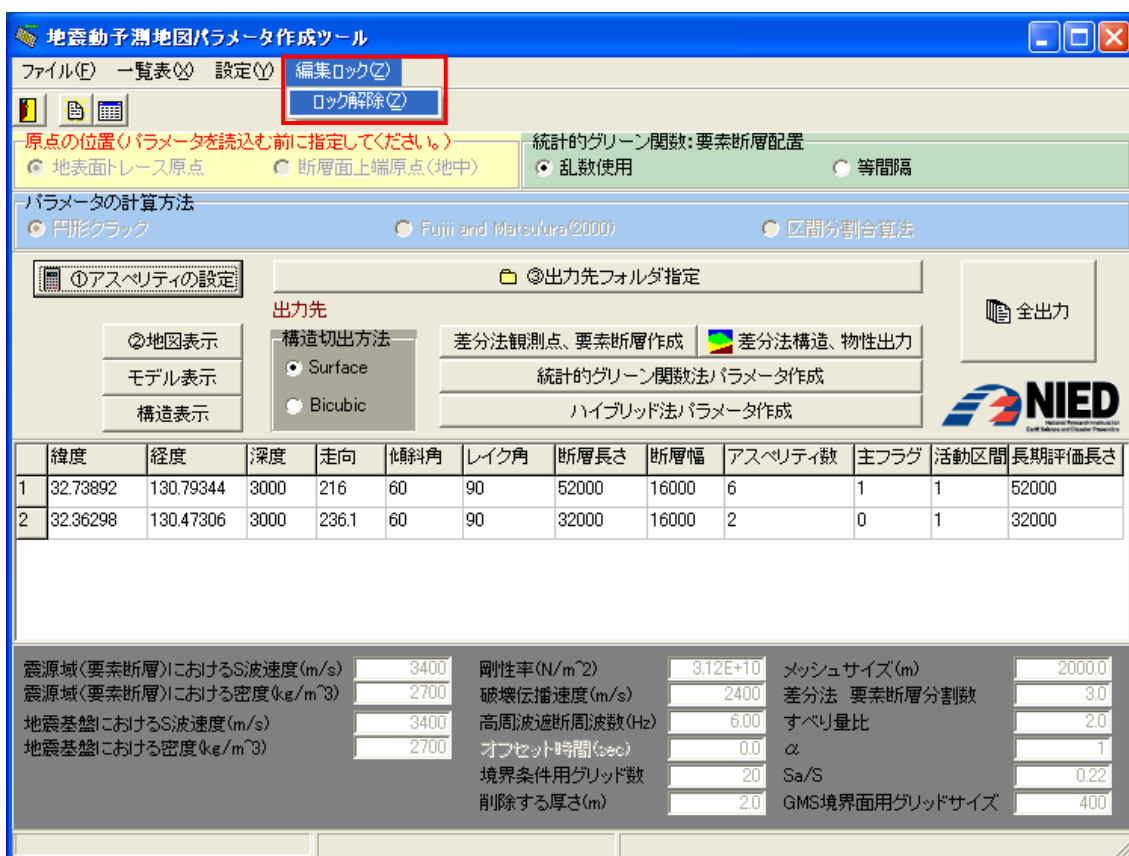 地震動予測地図パラメータ作成ツール
ファイル(F) 一覧表(X) 設定(Y) 編集ロック(Z)
ロック解除(Z)
原点の位置(パラメータを読込む前に指定してください。)
地表面トレース原点 断層面上端原点(地中)
統計的グリーン関数:要素断層配置
乱数使用 等間隔
パラメータの計算方法
円形クラック Fujii and Matsu'ura(2000) 区間分割合算法
①アスペリティの設定
③出力先フォルダ指定
全出力
出力先
②地図表示
モデル表示
構造表示
構造切出方法
Surface
Bicubic
差分法観測点、要素断層作成 差分法構造、物性出力
統計的グリーン関数法パラメータ作成
ハイブリッド法パラメータ作成
NIED
緯度 経度 深度 走向 傾斜角 レイク角 断層長さ 断層幅 アスペリティ数 主フラグ 活動区間 長期評価長さ
1 32.73892 130.79344 3000 216 60 90 52000 16000 6 1 1 52000
2 32.36298 130.47306 3000 236.1 60 90 32000 16000 2 0 1 32000
震源域(要素断層)におけるS波速度(m/s) 3400
震源域(要素断層)における密度(kg/m^3) 2700
地震基盤におけるS波速度(m/s) 3400
地震基盤における密度(kg/m^3) 2700
剛性率(N/m^2) 3.12E+10
破壊伝播速度(m/s) 2400
高周波遮断周波数(Hz) 6.00
オフセット時間(sec) 0.0
境界条件用グリッド数 20
削除する厚さ(m) 2.0
メッシュサイズ(m) 2000.0
差分法 要素断層分割数 3.0
すべり量比 2.0
α 1
Sa/S 0.22
GMS境界面用グリッドサイズ 400